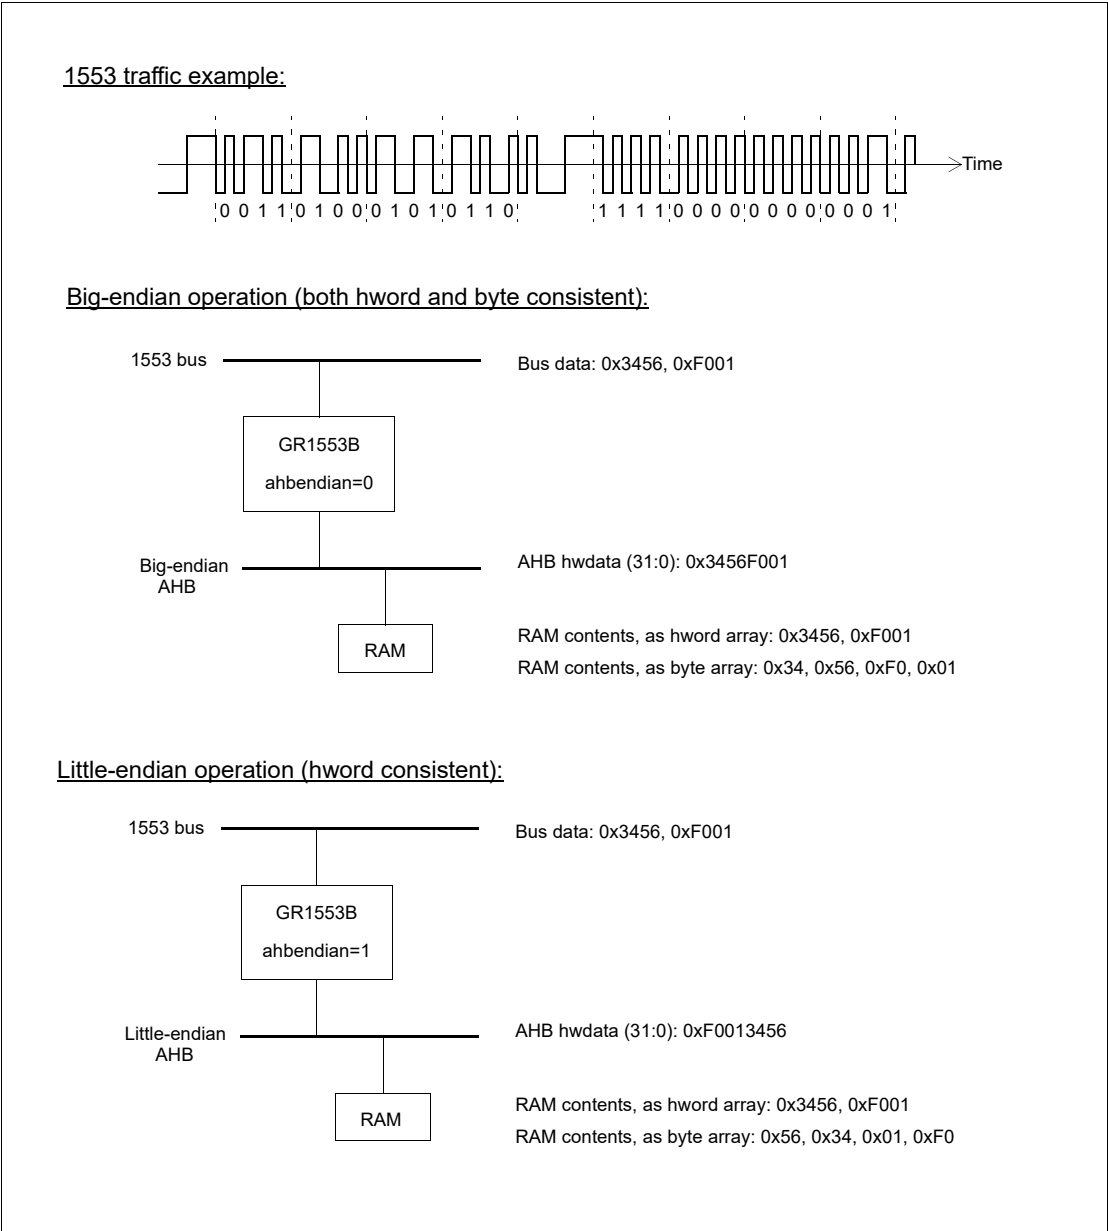 1553 traffic example:
Time
0 0 1 1 0 1 0 0 0 1 0 1 0 1 1 0 1 1 1 1 0 0 0 0 0 0 0 0 0 0 0 1
Big-endian operation (both hword and byte consistent):
1553 bus
Bus data: 0x3456, 0xF001
GR1553B
ahbendian=0
Big-endian
AHB
AHB hwdata (31:0): 0x3456F001
RAM
RAM contents, as hword array: 0x3456, 0xF001
RAM contents, as byte array: 0x34, 0x56, 0xF0, 0x01
Little-endian operation (hword consistent):
1553 bus
Bus data: 0x3456, 0xF001
GR1553B
ahbendian=1
Little-endian
AHB
AHB hwdata (31:0): 0xF0013456
RAM
RAM contents, as hword array: 0x3456, 0xF001
RAM contents, as byte array: 0x56, 0x34, 0x01, 0xF0